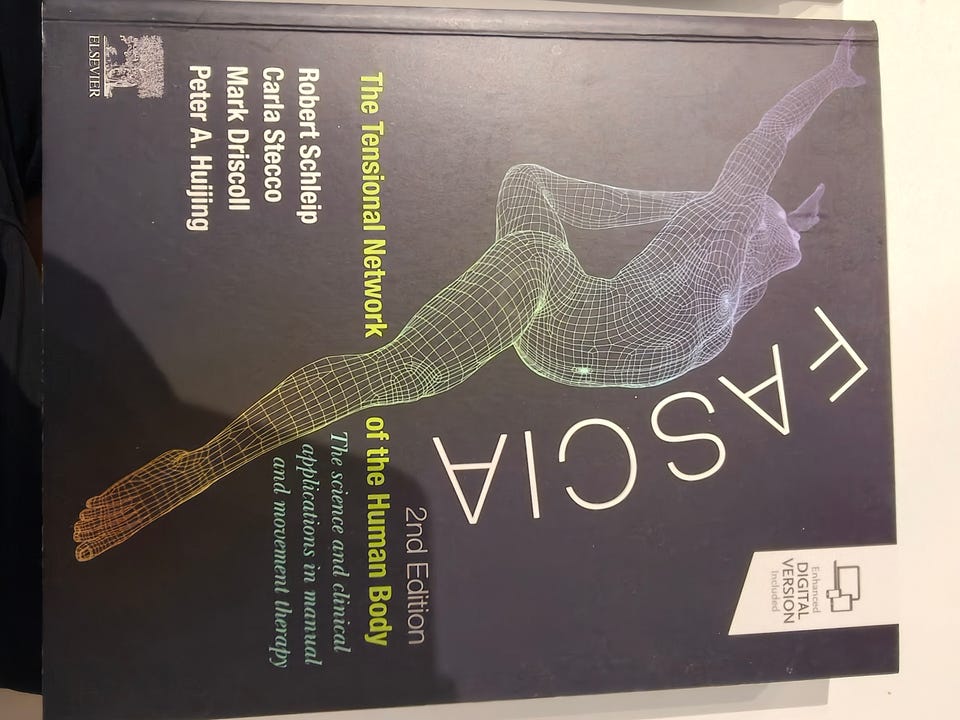 Enhanced
DIGITAL
VERSION
Included
FASCIA
2nd Edition
The Tensional Network of the Human Body
The science and clinical
applications in manual
and movement therapy
Robert Schleip
Carla Stecco
Mark Driscoll
Peter A. Huijing
ELSEVIER